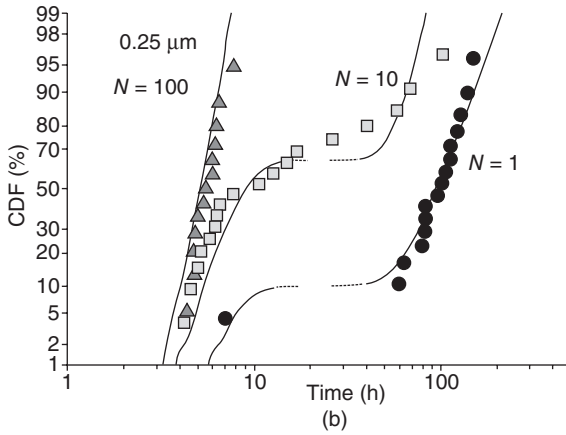 99
98
95
90
80
70
50
30
20
10
5
2
1
CDF (%)
0.25 μm
N = 100
N = 10
N = 1
1
10
100
Time (h)
(b)